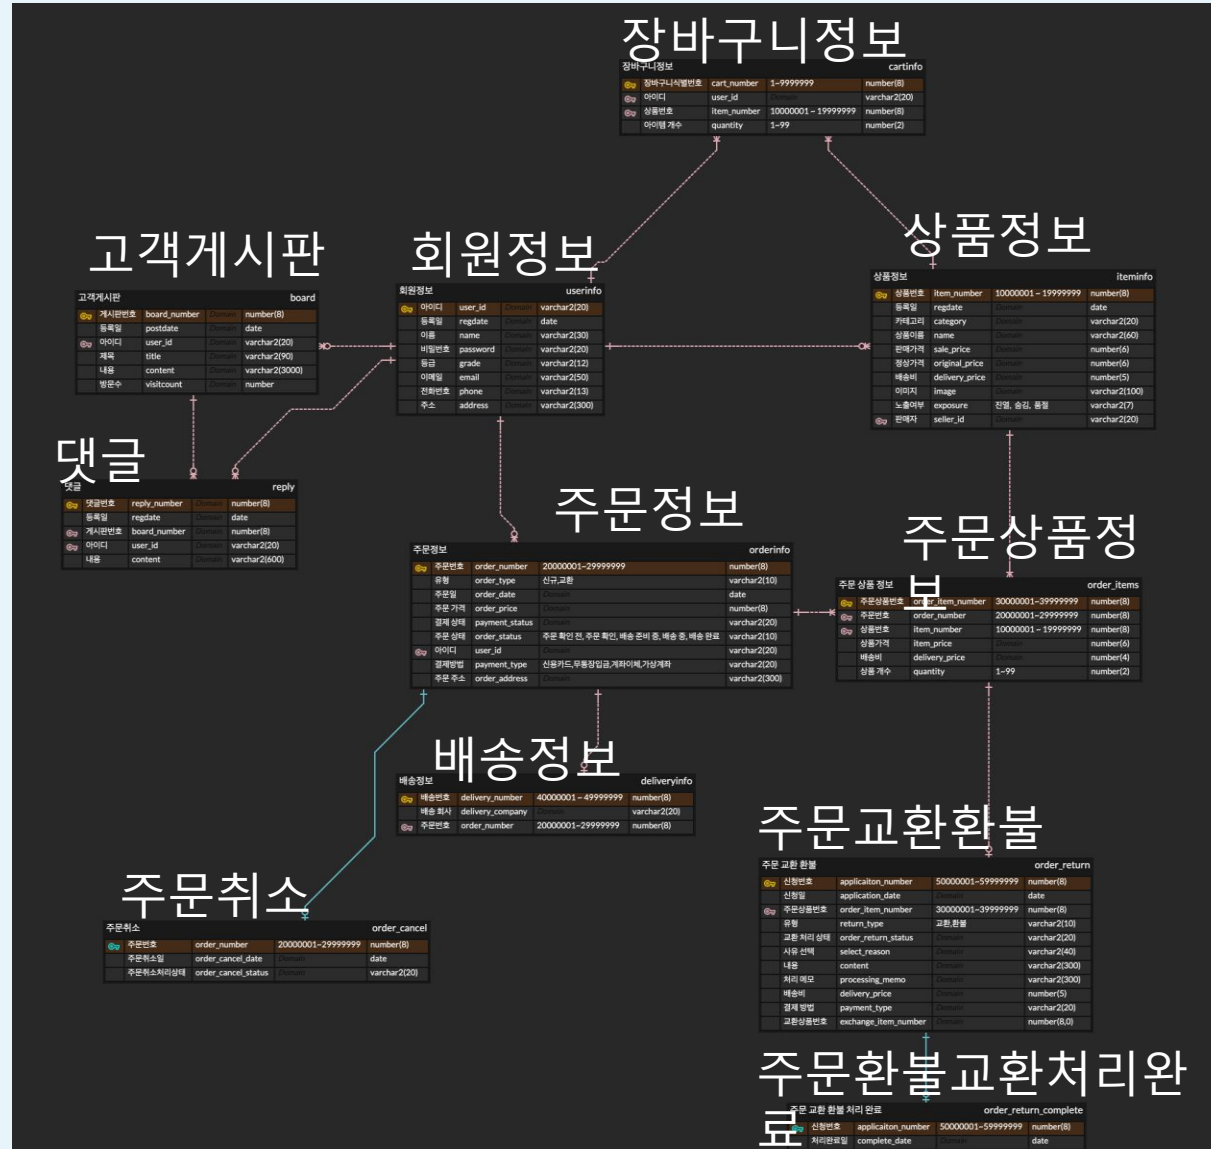 장바구니정보
장바구니정보 cartinfo
장바구니식별번호 cart_number 1~9999999 number(8)
아이디 user_id Domain varchar2(20)
상품번호 item_number 10000001 ~ 19999999 number(8)
아이템 개수 quantity 1~99 number(2)
고객게시판
고객게시판 board
게시판번호 board_number Domain number(8)
등록일 postdate Domain date
아이디 user_id Domain varchar2(20)
제목 title Domain varchar2(90)
내용 content Domain varchar2(3000)
방문수 visitcount Domain number
회원정보
회원정보 userinfo
아이디 user_id Domain varchar2(20)
등록일 regdate Domain date
이름 name Domain varchar2(30)
비밀번호 password Domain varchar2(20)
등급 grade Domain varchar2(12)
이메일 email Domain varchar2(50)
전화번호 phone Domain varchar2(13)
주소 address Domain varchar2(300)
상품정보
상품정보 iteminfo
상품번호 item_number 10000001 ~ 19999999 number(8)
등록일 regdate Domain date
카테고리 category Domain varchar2(20)
상품이름 name Domain varchar2(60)
판매가격 sale_price Domain number(6)
정상가격 original_price Domain number(6)
배송비 delivery_price Domain number(5)
이미지 image Domain varchar2(100)
노출여부 exposure 진열, 숨김, 품절 varchar2(7)
판매자 seller_id Domain varchar2(20)
댓글
댓글 reply
댓글번호 reply_number Domain number(8)
등록일 regdate Domain date
게시판번호 board_number Domain number(8)
아이디 user_id Domain varchar2(20)
내용 content Domain varchar2(600)
주문정보
주문정보 orderinfo
주문번호 order_number 20000001~29999999 number(8)
유형 order_type 신규,교환 varchar2(10)
주문일 order_date Domain date
주문 가격 order_price Domain number(8)
결제 상태 payment_status Domain varchar2(20)
주문 상태 order_status 주문 확인 전, 주문 확인, 배송 준비 중, 배송 중, 배송 완료 varchar2(10)
아이디 user_id Domain varchar2(20)
결제방법 payment_type 신용카드,무통장입금,계좌이체,가상계좌 varchar2(20)
주문 주소 order_address Domain varchar2(300)
주문상품정
보
주문 상품 정보 order_items
주문상품번호 order_item_number 30000001~39999999 number(8)
주문번호 order_number 20000001~29999999 number(8)
상품번호 item_number 10000001 ~ 19999999 number(8)
상품가격 item_price Domain number(6)
배송비 delivery_price Domain number(4)
상품 개수 quantity 1~99 number(2)
배송정보
배송정보 deliveryinfo
배송번호 delivery_number 40000001 ~ 49999999 number(8)
배송 회사 delivery_company Domain varchar2(20)
주문번호 order_number 20000001~29999999 number(8)
주문취소
주문취소 order_cancel
주문번호 order_number 20000001~29999999 number(8)
주문취소일 order_cancel_date Domain date
주문취소처리상태 order_cancel_status Domain varchar2(20)
주문교환환불
주문 교환 환불 order_return
신청번호 applicaiton_number 50000001~59999999 number(8)
신청일 application_date Domain date
주문상품번호 order_item_number 30000001~39999999 number(8)
유형 return_type 교환,환불 varchar2(10)
교환 처리 상태 order_return_status Domain varchar2(20)
사유 선택 select_reason Domain varchar2(40)
내용 content Domain varchar2(300)
처리 메모 processing_memo Domain varchar2(300)
배송비 delivery_price Domain number(5)
결제 방법 payment_type Domain varchar2(20)
교환상품번호 exchange_item_number Domain number(8,0)
주문환불교환처리완
료
주문 교환 환불 처리 완료 order_return_complete
신청번호 applicaiton_number 50000001~59999999 number(8)
처리완료일 complete_date Domain date